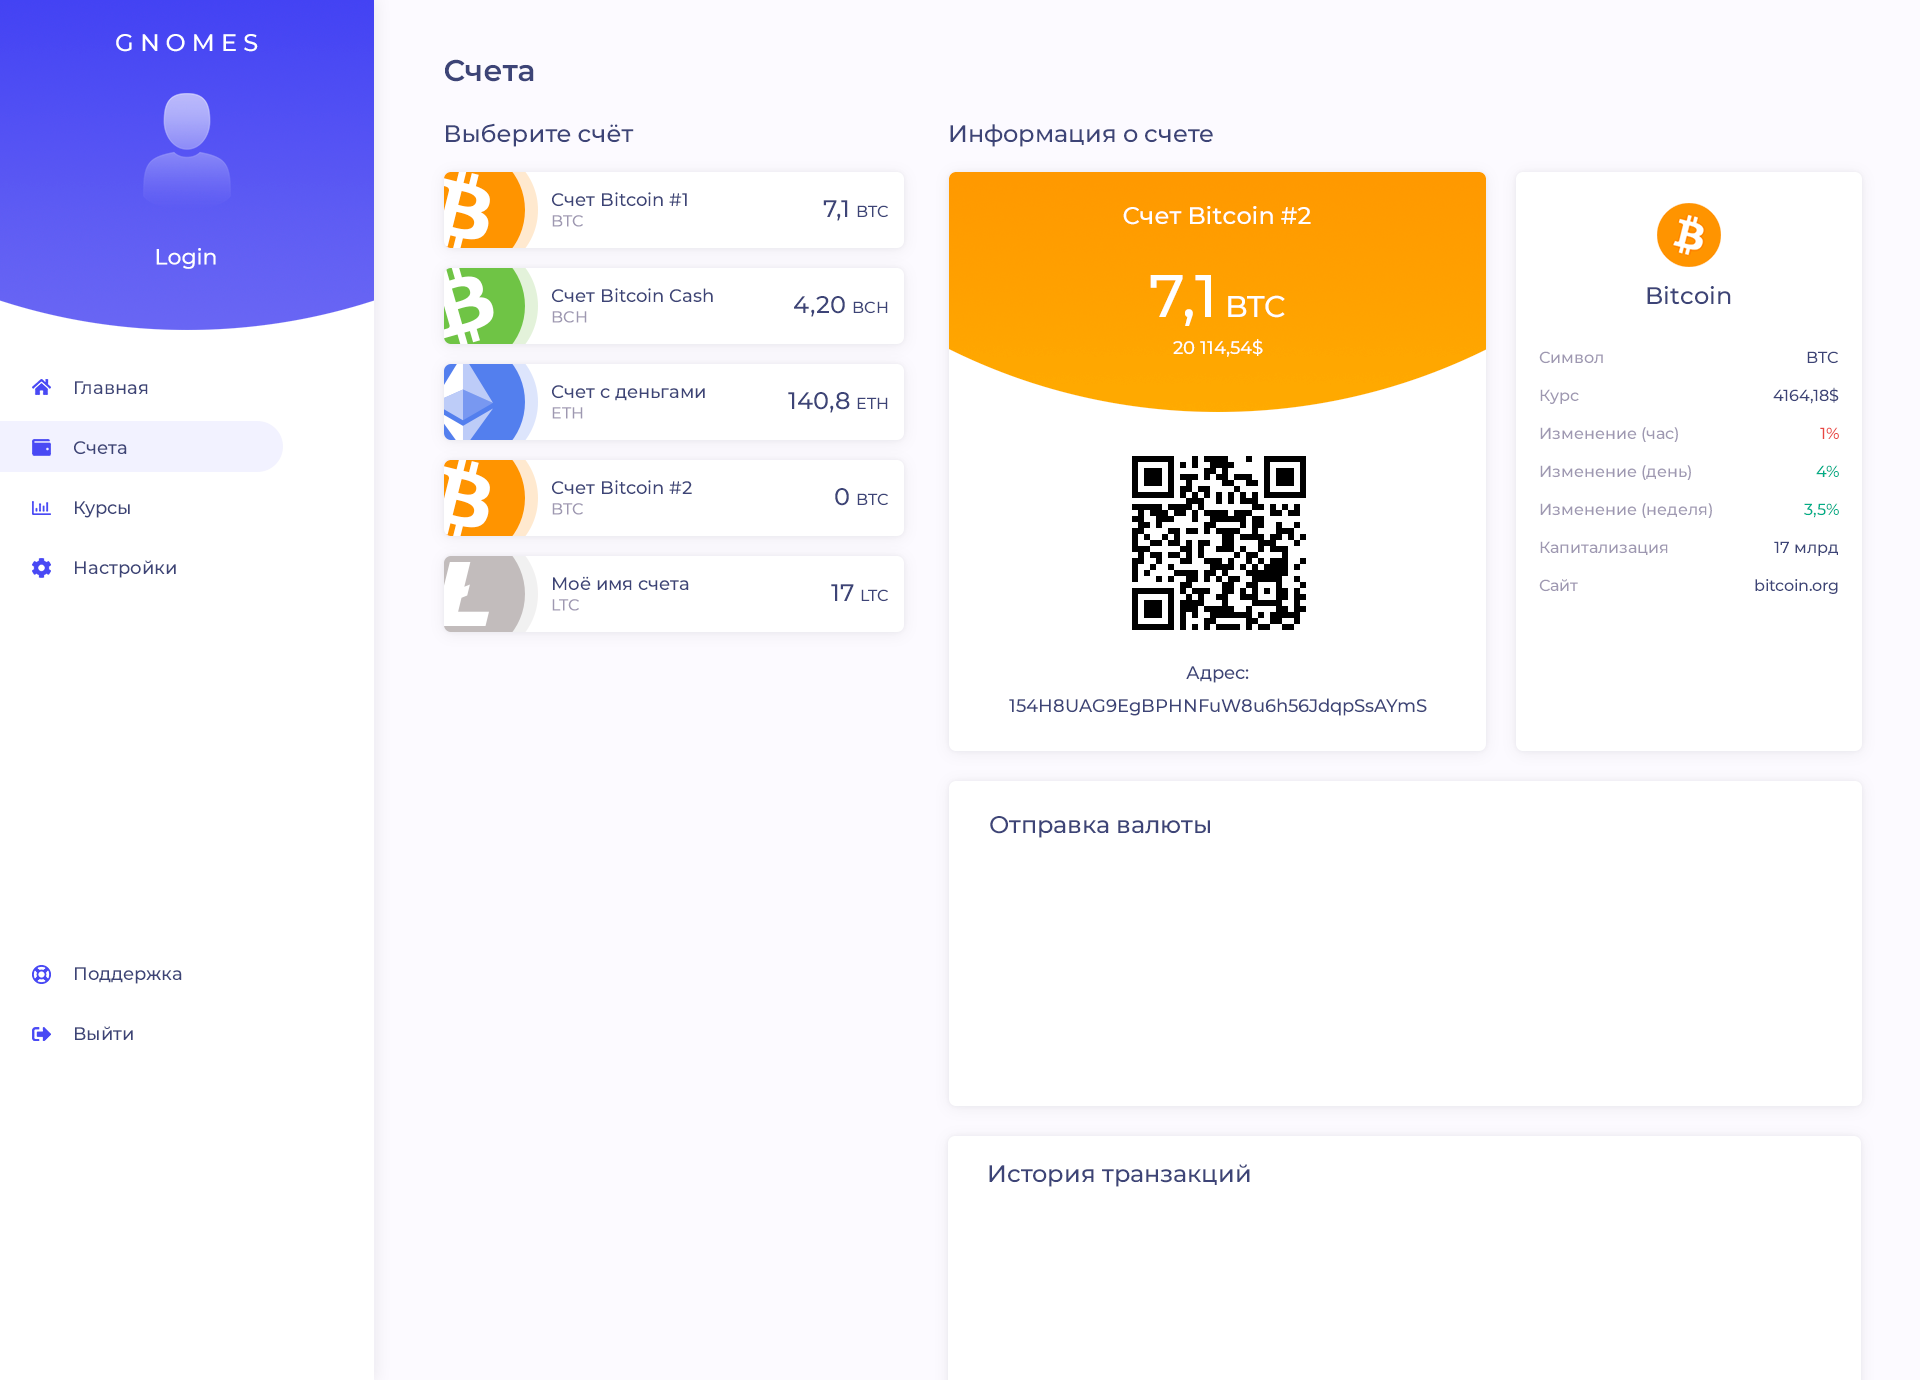 GNOMES
Login
Главная
Счета
Курсы
Настройки
Поддержка
Выйти
Счета
Выберите счёт
Счет Bitcoin #1
BTC
7,1 BTC
Счет Bitcoin Cash
BCH
4,20 BCH
Счет с деньгами
ETH
140,8 ETH
Счет Bitcoin #2
BTC
0 BTC
Моё имя счета
LTC
17 LTC
Информация о счете
Счет Bitcoin #2
7,1 BTC
20 114,54$
Адрес:
154H8UAG9EgBPHNFuW8u6h56JdqpSsAYmS
Bitcoin
Символ BTC
Курс 4164,18$
Изменение (час) 1%
Изменение (день) 4%
Изменение (неделя) 3,5%
Капитализация 17 млрд
Сайт bitcoin.org
Отправка валюты
История транзакций